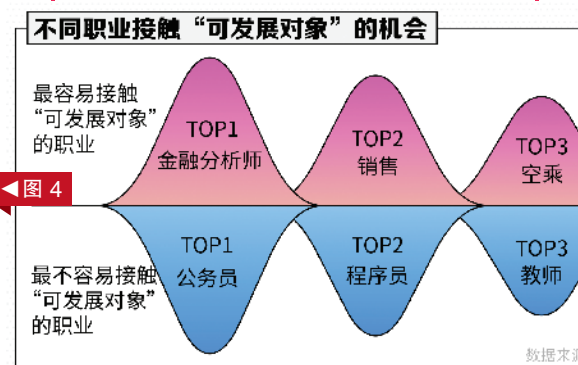 不同职业接触“可发展对象”的机会
最容易接触
“可发展对象”
的职业
TOP1
金融分析师
TOP2
销售
TOP3
空乘
图 4
最不容易接触
“可发展对象”
的职业
TOP1
公务员
TOP2
程序员
TOP3
教师
数据来源